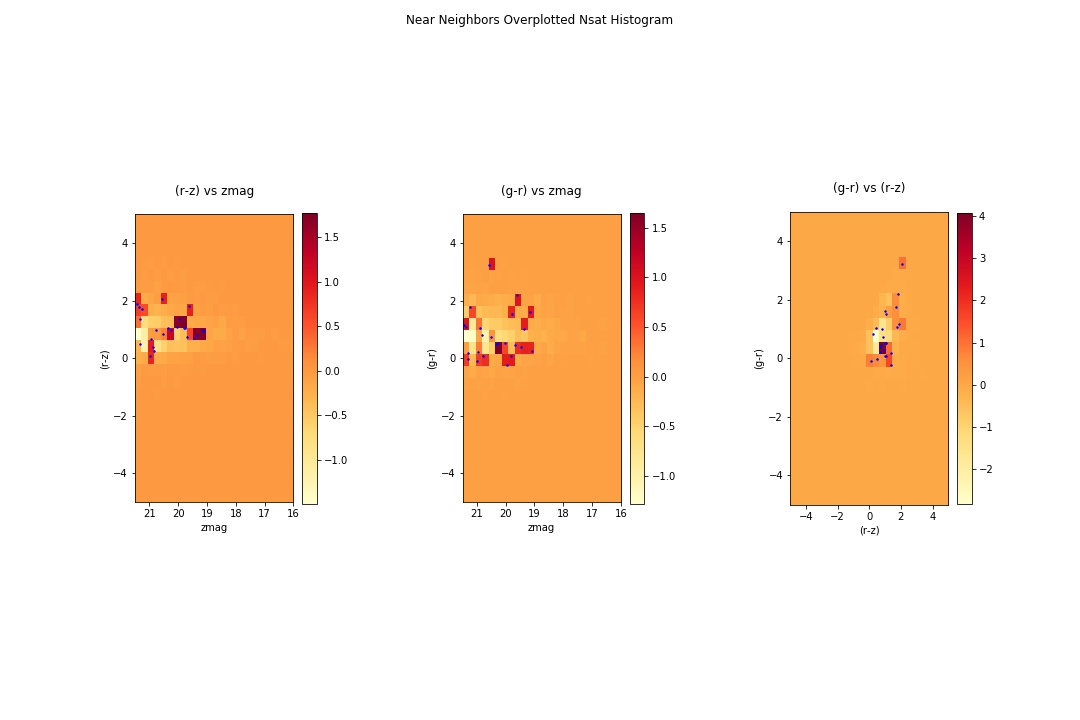 Near Neighbors Overplotted Nsat Histogram
(r-z) vs zmag
(g-r) vs zmag
(g-r) vs (r-z)
4
2
0
−2
−4
(r-z)
21 20 19 18 17 16
zmag
1.5
1.0
0.5
0.0
−0.5
−1.0
4
2
0
−2
−4
(g-r)
21 20 19 18 17 16
zmag
1.5
1.0
0.5
0.0
−0.5
−1.0
4
2
0
−2
−4
(g-r)
−4 −2 0 2 4
(r-z)
4
3
2
1
0
−1
−2